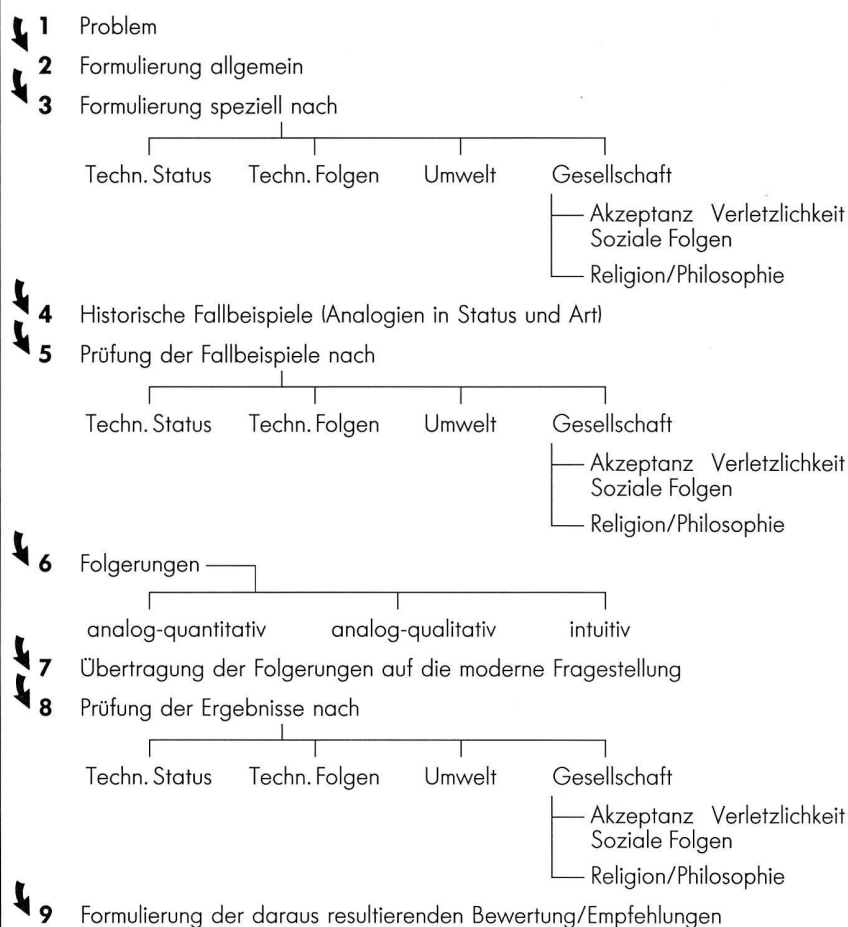 1 Problem
2 Formulierung allgemein
3 Formulierung speziell nach
Techn. Status Techn. Folgen Umwelt Gesellschaft
Akzeptanz Verletzlichkeit
Soziale Folgen
Religion/Philosophie
4 Historische Fallbeispiele (Analogien in Status und Art)
5 Prüfung der Fallbeispiele nach
Techn. Status Techn. Folgen Umwelt Gesellschaft
Akzeptanz Verletzlichkeit
Soziale Folgen
Religion/Philosophie
6 Folgerungen
analog-quantitativ analog-qualitativ intuitiv
7 Übertragung der Folgerungen auf die moderne Fragestellung
8 Prüfung der Ergebnisse nach
Techn. Status Techn. Folgen Umwelt Gesellschaft
Akzeptanz Verletzlichkeit
Soziale Folgen
Religion/Philosophie
9 Formulierung der daraus resultierenden Bewertung/Empfehlungen